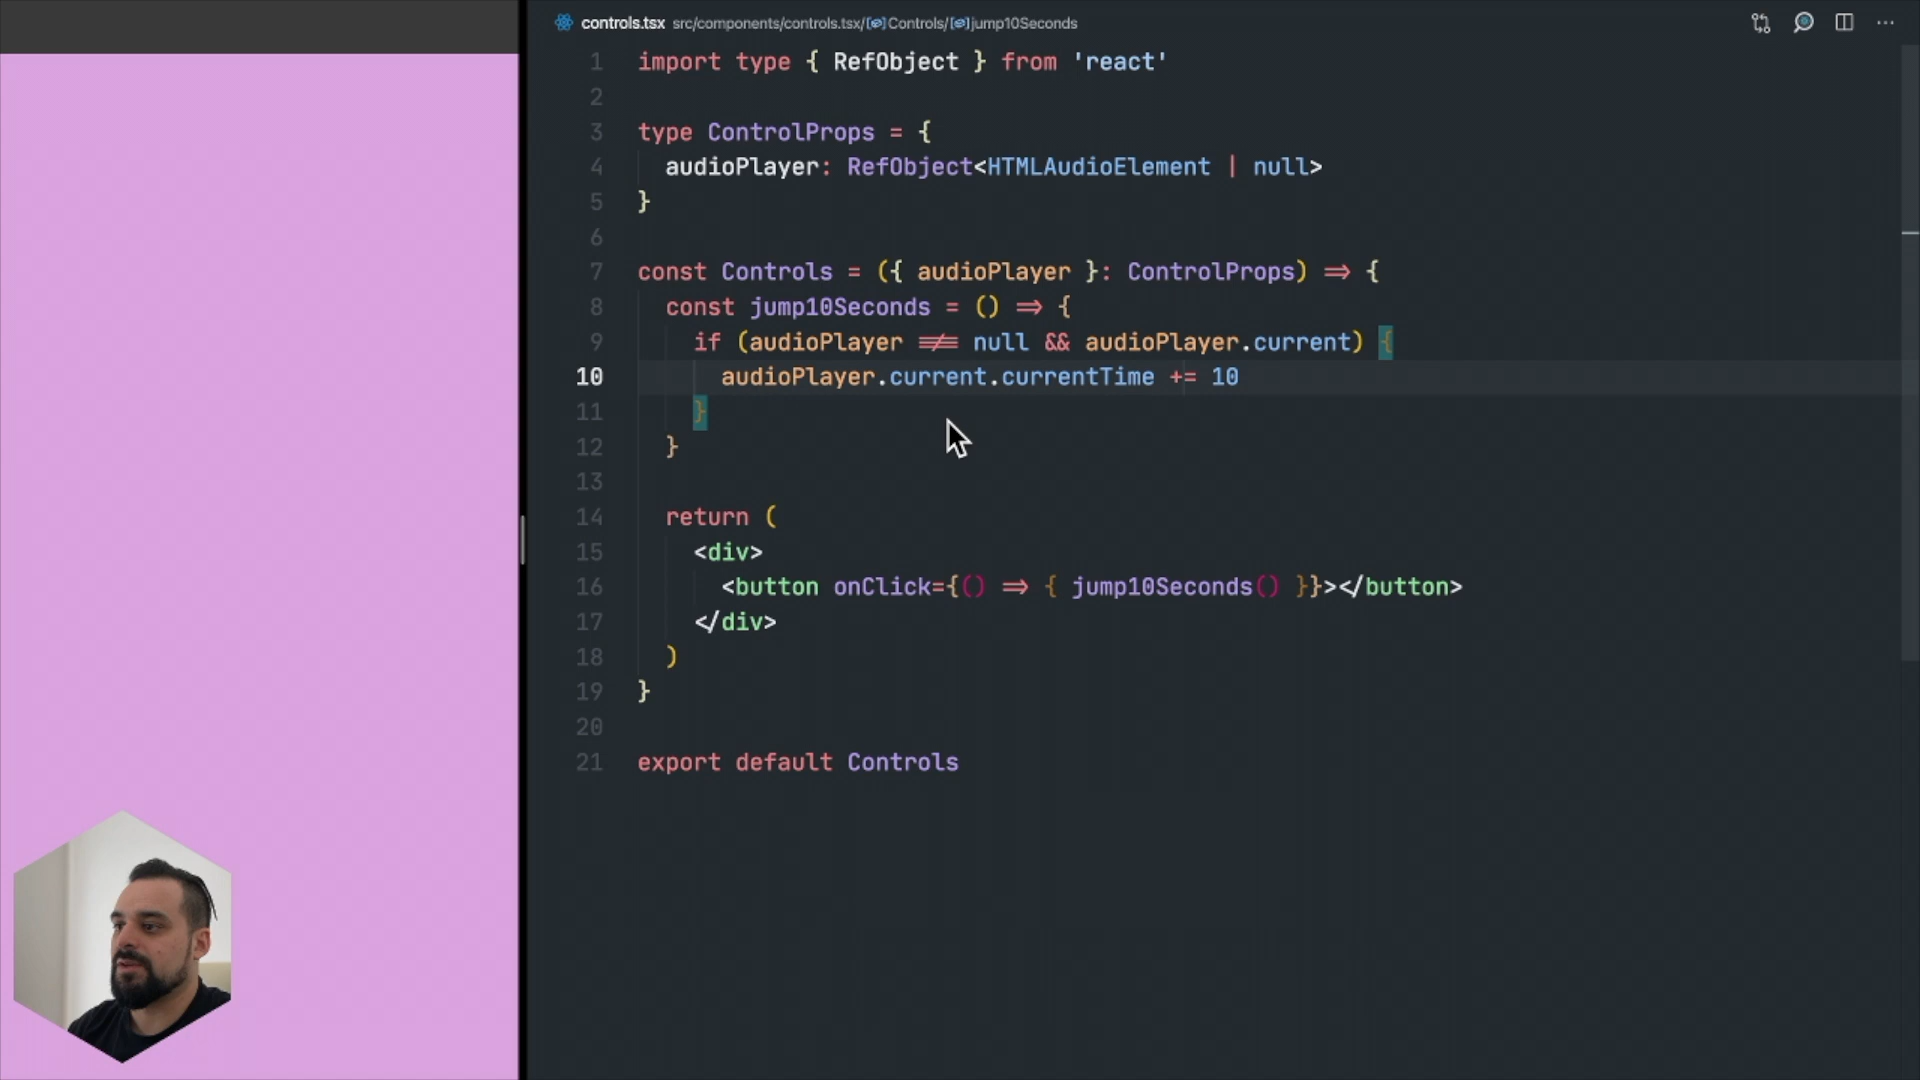 controls.tsx src/components/controls.tsx/Controls/jump10Seconds
1 import type { RefObject } from 'react'
2
3 type ControlProps = {
4 audioPlayer: RefObject<HTMLAudioElement | null>
5 }
6
7 const Controls = ({ audioPlayer }: ControlProps) => {
8 const jump10Seconds = () => {
9 if (audioPlayer !== null && audioPlayer.current) {
10 audioPlayer.current.currentTime += 10
11 }
12 }
13
14 return (
15 <div>
16 <button onClick={() => { jump10Seconds() }}></button>
17 </div>
18 )
19 }
20
21 export default Controls